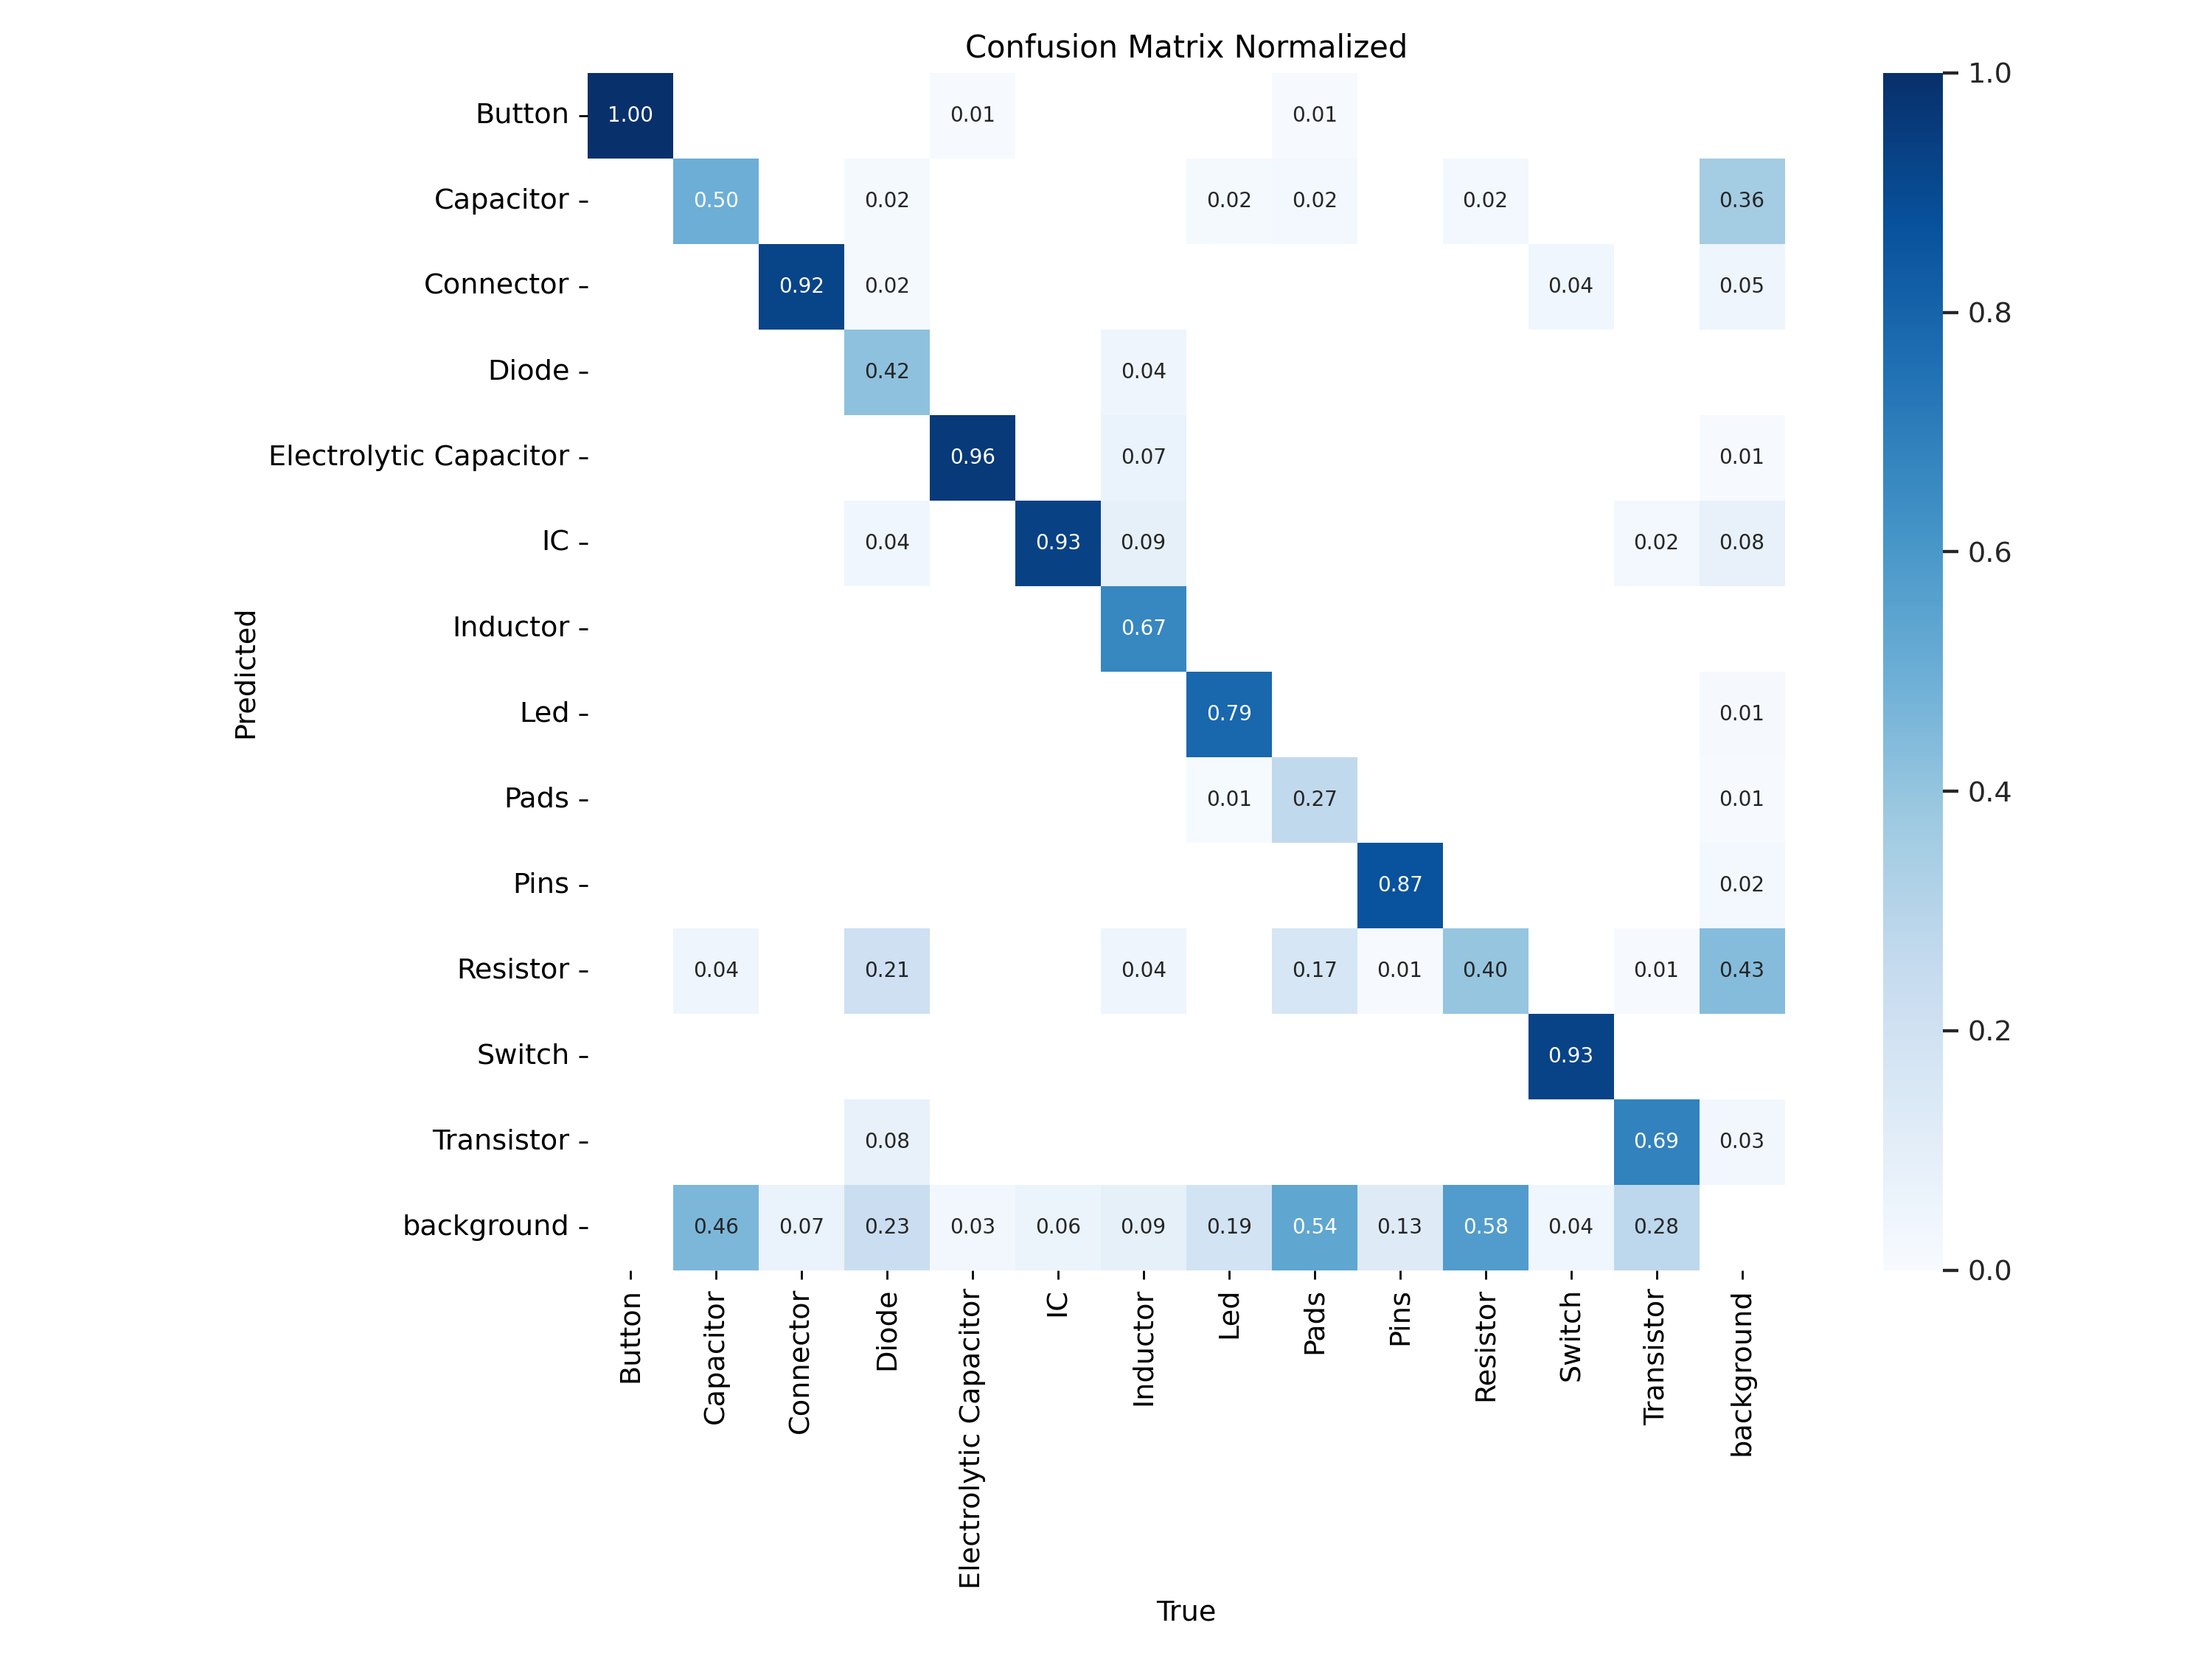 Confusion Matrix Normalized
Button 1.00 0.01 0.01
Capacitor 0.50 0.02 0.02 0.02 0.02 0.36
Connector 0.92 0.02 0.04 0.05
Diode 0.42 0.04
Electrolytic Capacitor 0.96 0.07 0.01
IC 0.04 0.93 0.09 0.02 0.08
Inductor 0.67
Led 0.79 0.01
Pads 0.01 0.27 0.01
Pins 0.87 0.02
Resistor 0.04 0.21 0.04 0.17 0.01 0.40 0.01 0.43
Switch 0.93
Transistor 0.08 0.69 0.03
background 0.46 0.07 0.23 0.03 0.06 0.09 0.19 0.54 0.13 0.58 0.04 0.28
Predicted
Button Capacitor Connector Diode Electrolytic Capacitor IC Inductor Led Pads Pins Resistor Switch Transistor background
True
1.0
0.8
0.6
0.4
0.2
0.0